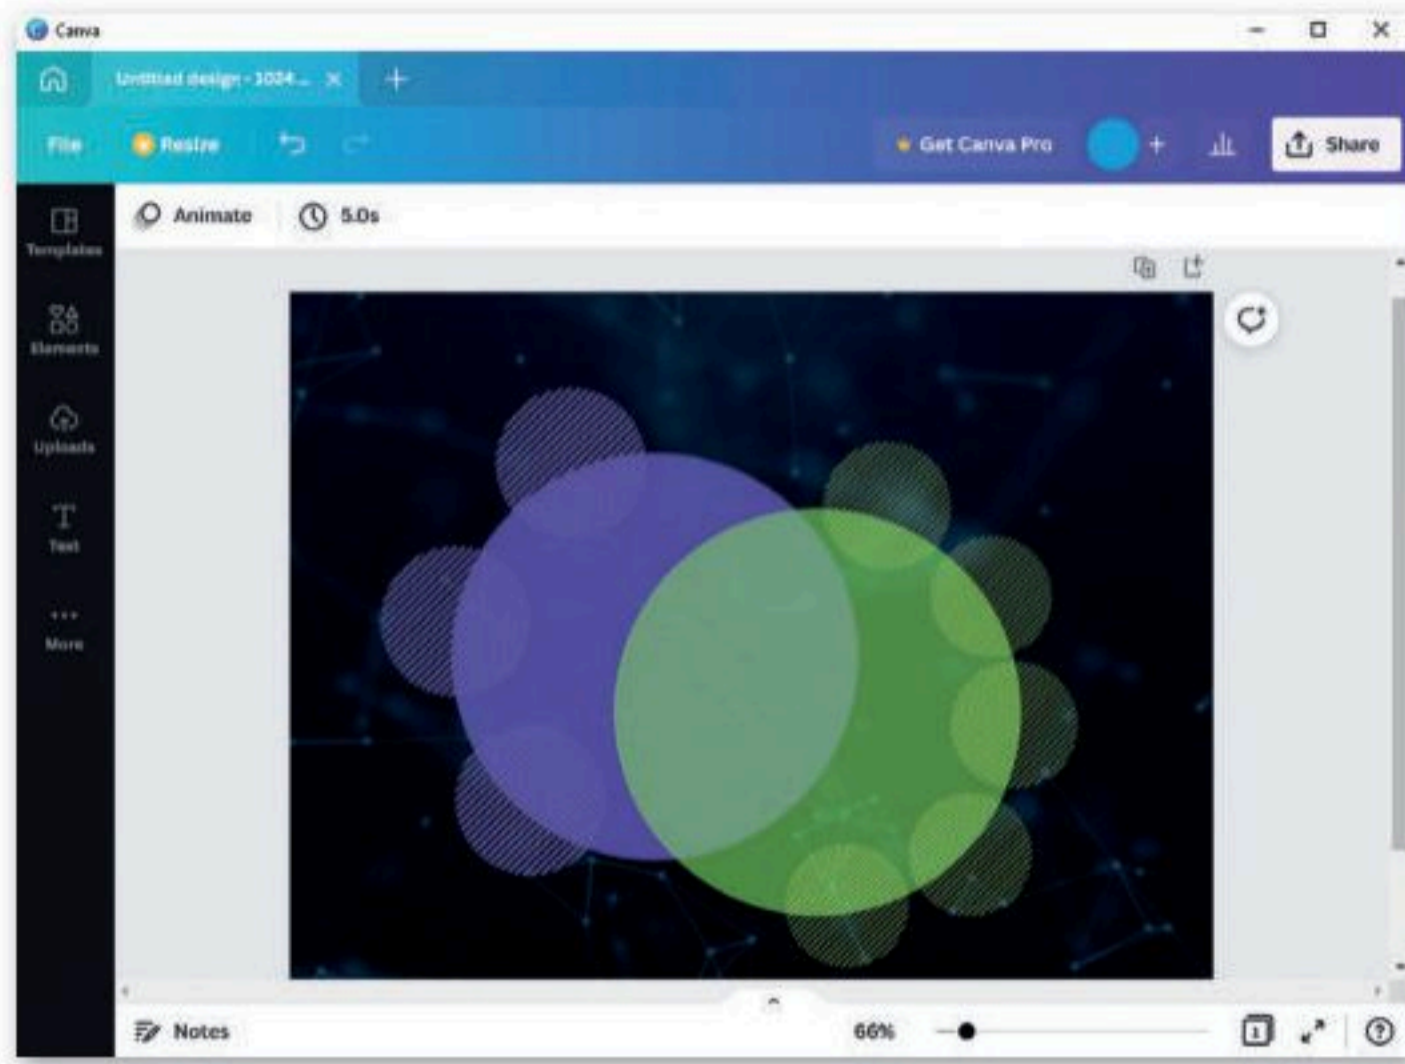 Canva
Untitled design - 1024...
File
Resize
Get Canva Pro
Share
Animate
5.0s
Templates
Elements
Uploads
Text
More
Notes
66%
1